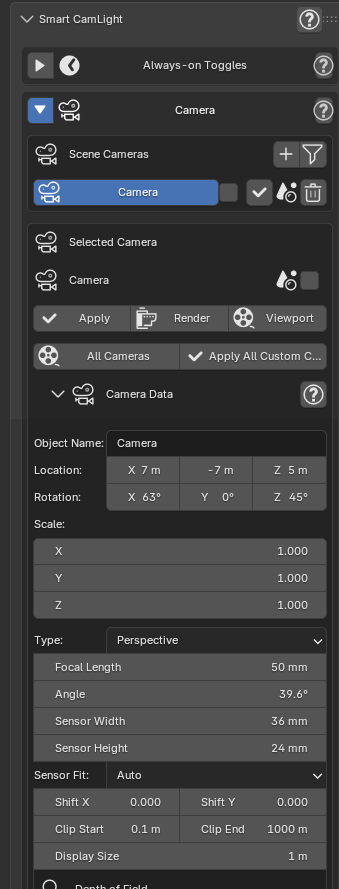 Smart CamLight
Always-on Toggles
Camera
Scene Cameras
Camera
Selected Camera
Camera
Apply Render Viewport
All Cameras Apply All Custom C...
Camera Data
Object Name: Camera
Location: X 7 m -7 m Z 5 m
Rotation: X 63° Y 0° Z 45°
Scale:
X 1.000
Y 1.000
Z 1.000
Type: Perspective
Focal Length 50 mm
Angle 39.6°
Sensor Width 36 mm
Sensor Height 24 mm
Sensor Fit: Auto
Shift X 0.000 Shift Y 0.000
Clip Start 0.1 m Clip End 1000 m
Display Size 1 m
Depth of Field